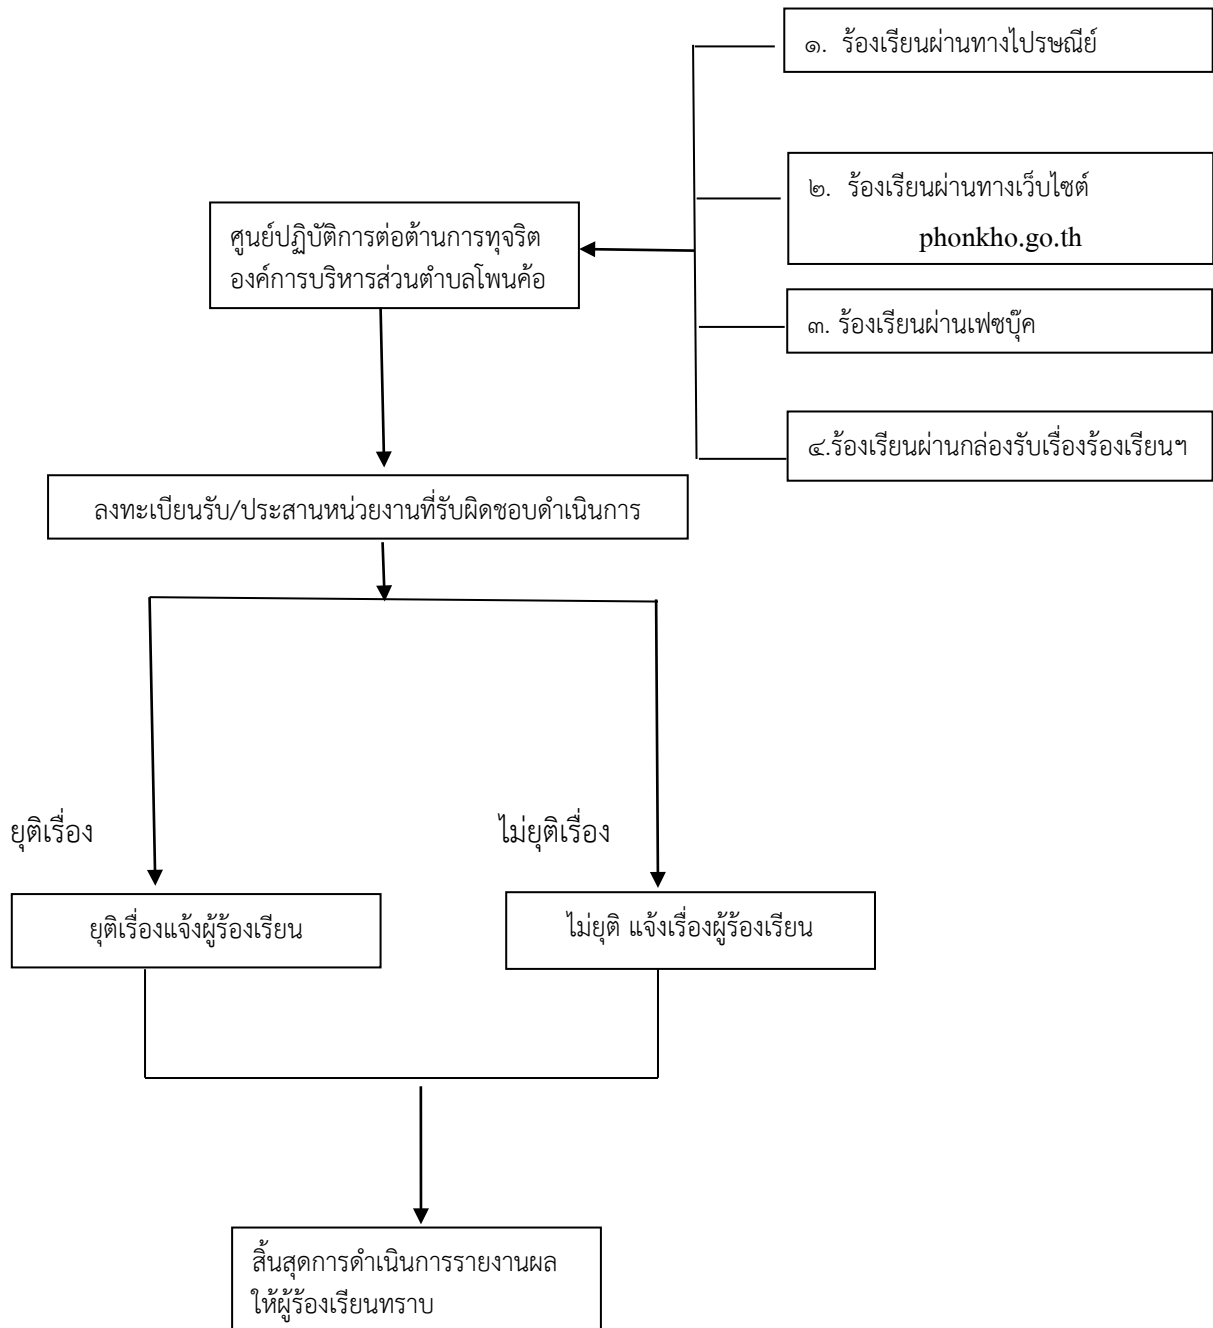 ๑. ร้องเรียนผ่านทางไปรษณีย์
๒. ร้องเรียนผ่านทางเว็บไซต์
phonkho.go.th
ศูนย์ปฏิบัติการต่อต้านการทุจริต
องค์การบริหารส่วนตำบลโพนค้อ
๓. ร้องเรียนผ่านเฟซบุ๊ค
๔.ร้องเรียนผ่านกล่องรับเรื่องร้องเรียนฯ
ลงทะเบียนรับ/ประสานหน่วยงานที่รับผิดชอบดำเนินการ
ยุติเรื่อง
ไม่ยุติเรื่อง
ยุติเรื่องแจ้งผู้ร้องเรียน
ไม่ยุติ แจ้งเรื่องผู้ร้องเรียน
สิ้นสุดการดำเนินการรายงานผล
ให้ผู้ร้องเรียนทราบ